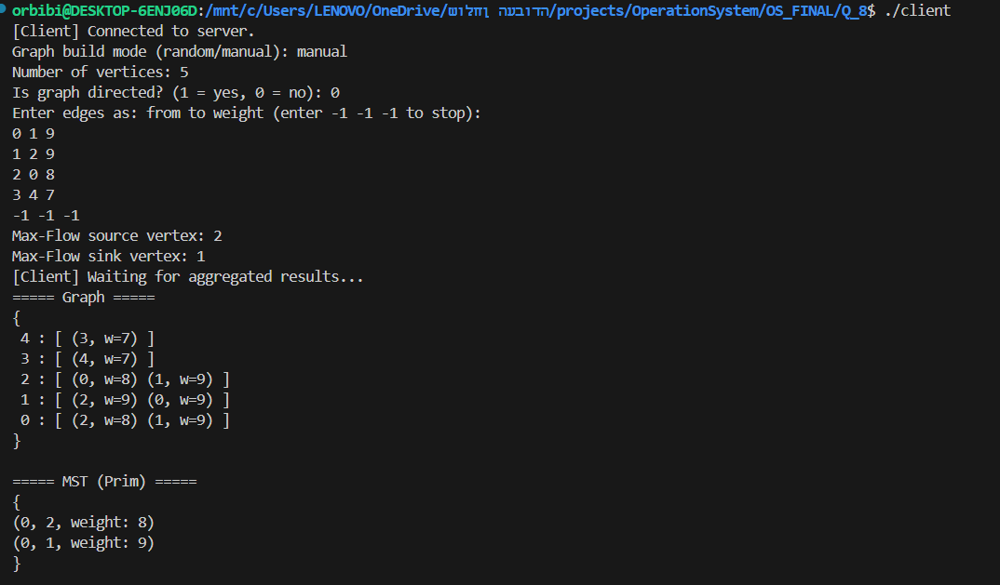 orbibi@DESKTOP-6ENJ06D:/mnt/c/Users/LENOVO/OneDrive/שולחן העבודה/projects/OperationSystem/OS_FINAL/Q_8$ ./client
[Client] Connected to server.
Graph build mode (random/manual): manual
Number of vertices: 5
Is graph directed? (1 = yes, 0 = no): 0
Enter edges as: from to weight (enter -1 -1 -1 to stop):
0 1 9
1 2 9
2 0 8
3 4 7
-1 -1 -1
Max-Flow source vertex: 2
Max-Flow sink vertex: 1
[Client] Waiting for aggregated results...
===== Graph =====
{
 4 : [ (3, w=7) ]
 3 : [ (4, w=7) ]
 2 : [ (0, w=8) (1, w=9) ]
 1 : [ (2, w=9) (0, w=9) ]
 0 : [ (2, w=8) (1, w=9) ]
}

===== MST (Prim) =====
{
(0, 2, weight: 8)
(0, 1, weight: 9)
}